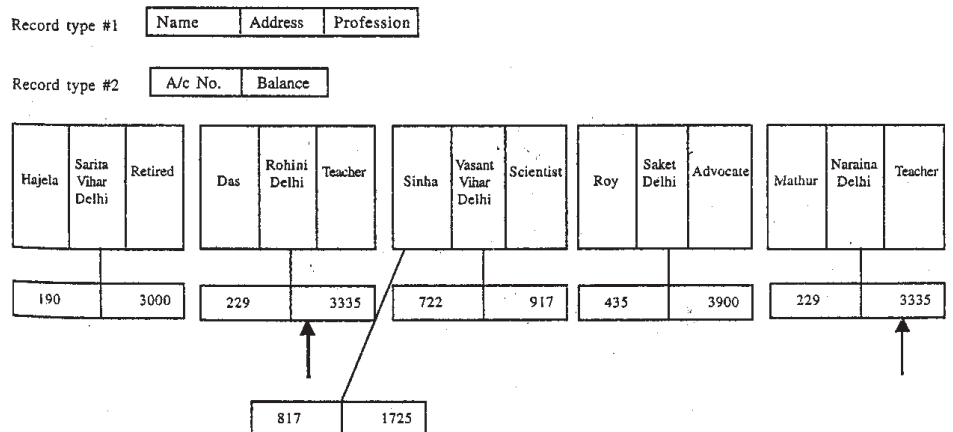 Record type #1 Name Address Profession
Record type #2 A/c No. Balance
Hajela
Sarita
Vihar
Delhi
Retired
Das
Rohini
Delhi
Teacher
Sinha
Vasant
Vihar
Delhi
Scientist
Roy
Saket
Delhi
Advocate
Mathur
Naraina
Delhi
Teacher
190 3000
229 3335
722 917
435 3900
229 3335
817 1725